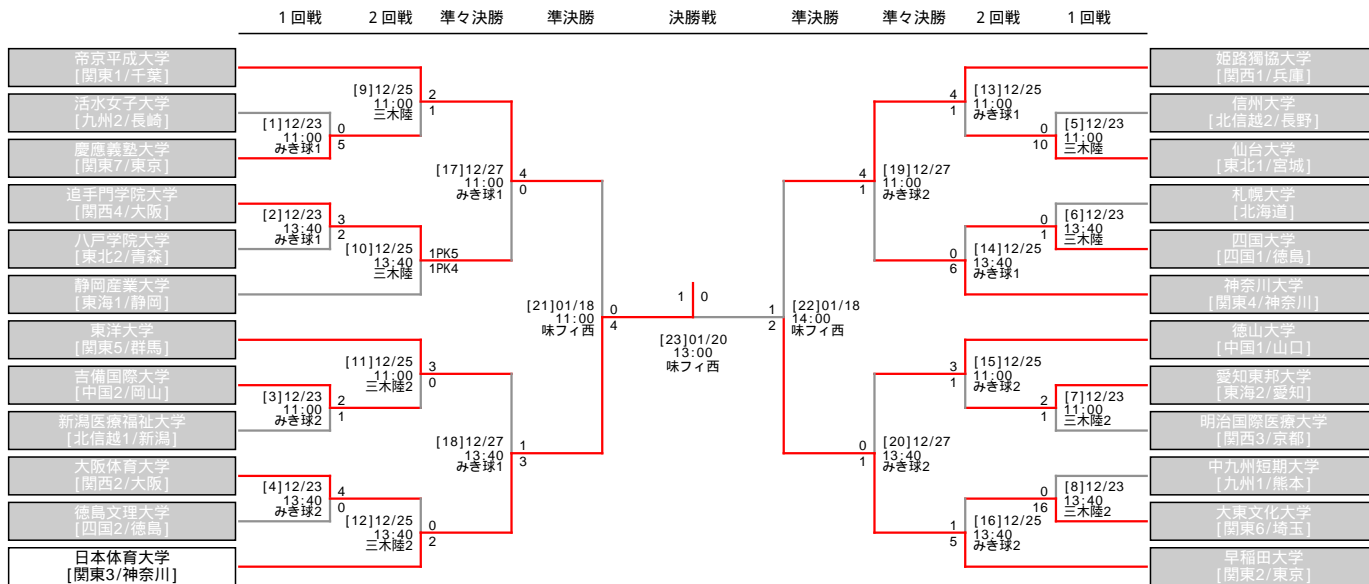 1回戦 2回戦 準々決勝 準決勝 決勝戦 準決勝 準々決勝 2回戦 1回戦
帝京平成大学
[関東1/千葉]
活水女子大学
[九州2/長崎]
慶應義塾大学
[関東7/東京]
追手門学院大学
[関西4/大阪]
八戸学院大学
[東北2/青森]
静岡産業大学
[東海1/静岡]
東洋大学
[関東5/群馬]
吉備国際大学
[中国2/岡山]
新潟医療福祉大学
[北信越1/新潟]
大阪体育大学
[関西2/大阪]
徳島文理大学
[四国2/徳島]
日本体育大学
[関東3/神奈川]
[1]12/23
11:00
みき球1
0
5
[2]12/23
13:40
みき球1
3
2
[3]12/23
11:00
みき球2
2
1
[4]12/23
13:40
みき球2
4
0
[9]12/25
11:00
三木陸
2
1
[10]12/25
13:40
三木陸
1PK5
1PK4
[11]12/25
11:00
三木陸2
3
0
[12]12/25
13:40
三木陸2
0
2
[17]12/27
11:00
みき球1
4
0
[18]12/27
13:40
みき球1
1
3
[21]01/18
11:00
味フィ西
0
4
1 0
[23]01/20
13:00
味フィ西
1
2
[22]01/18
14:00
味フィ西
4
1
[19]12/27
11:00
みき球2
0
1
[20]12/27
13:40
みき球2
4
1
[13]12/25
11:00
みき球1
0
6
[14]12/25
13:40
みき球1
3
1
[15]12/25
11:00
みき球2
1
5
[16]12/25
13:40
みき球2
0
10
[5]12/23
11:00
三木陸
0
1
[6]12/23
13:40
三木陸
2
1
[7]12/23
11:00
三木陸2
0
16
[8]12/23
13:40
三木陸2
姫路獨協大学
[関西1/兵庫]
信州大学
[北信越2/長野]
仙台大学
[東北1/宮城]
札幌大学
[北海道]
四国大学
[四国1/徳島]
神奈川大学
[関東4/神奈川]
徳山大学
[中国1/山口]
愛知東邦大学
[東海2/愛知]
明治国際医療大学
[関西3/京都]
中九州短期大学
[九州1/熊本]
大東文化大学
[関東6/埼玉]
早稲田大学
[関東2/東京]